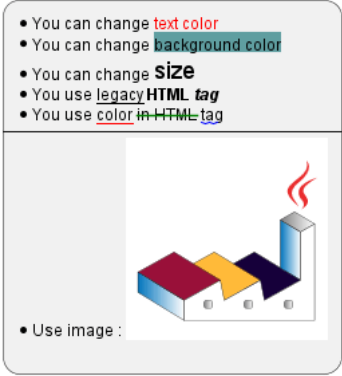 • You can change text color
• You can change background color
• You can change size
• You use legacy HTML tag
• You use color in HTML tag
• Use image :